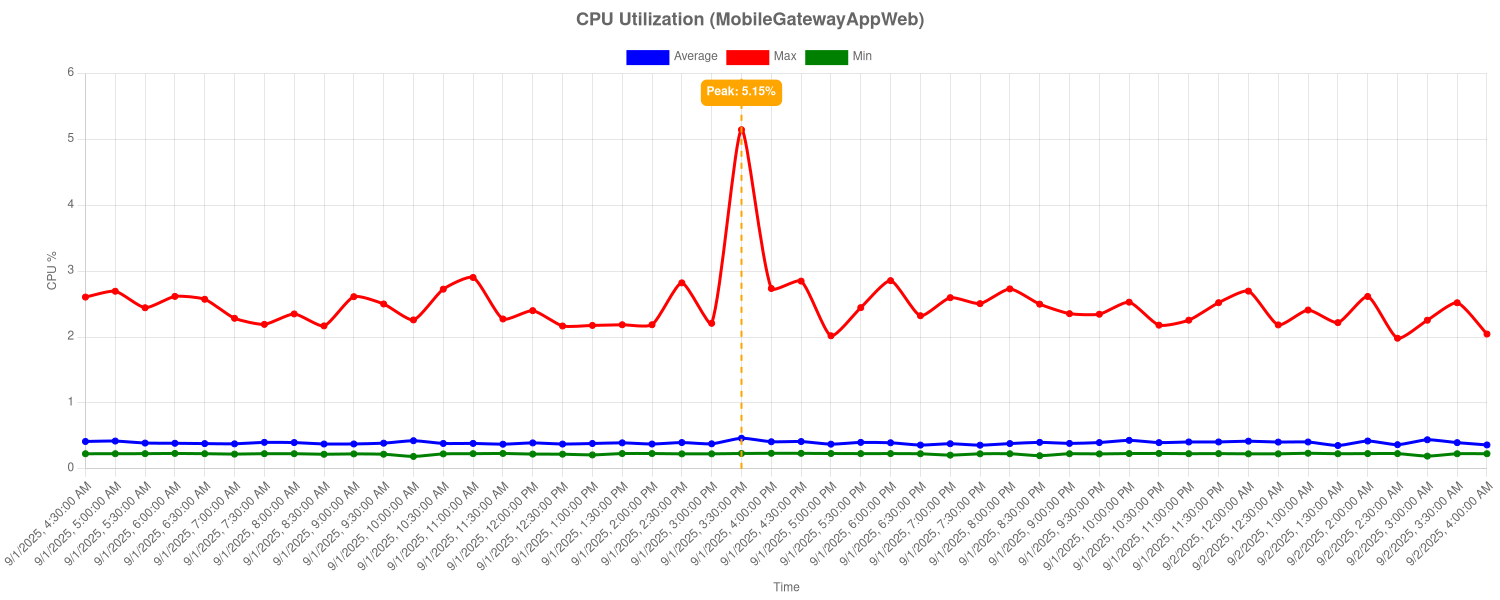 CPU Utilization (MobileGatewayAppWeb)
Average Max Min
Peak: 5.15%
6
5
4
3
2
1
0
CPU %
9/1/2025, 4:30:00 AM
9/1/2025, 5:00:00 AM
9/1/2025, 5:30:00 AM
9/1/2025, 6:00:00 AM
9/1/2025, 6:30:00 AM
9/1/2025, 7:00:00 AM
9/1/2025, 7:30:00 AM
9/1/2025, 8:00:00 AM
9/1/2025, 8:30:00 AM
9/1/2025, 9:00:00 AM
9/1/2025, 9:30:00 AM
9/1/2025, 10:00:00 AM
9/1/2025, 10:30:00 AM
9/1/2025, 11:00:00 AM
9/1/2025, 11:30:00 AM
9/1/2025, 12:00:00 PM
9/1/2025, 12:30:00 PM
9/1/2025, 1:00:00 PM
9/1/2025, 1:30:00 PM
9/1/2025, 2:00:00 PM
9/1/2025, 2:30:00 PM
9/1/2025, 3:00:00 PM
9/1/2025, 3:30:00 PM
9/1/2025, 4:00:00 PM
9/1/2025, 4:30:00 PM
9/1/2025, 5:00:00 PM
9/1/2025, 5:30:00 PM
9/1/2025, 6:00:00 PM
9/1/2025, 6:30:00 PM
9/1/2025, 7:00:00 PM
9/1/2025, 7:30:00 PM
9/1/2025, 8:00:00 PM
9/1/2025, 8:30:00 PM
9/1/2025, 9:00:00 PM
9/1/2025, 9:30:00 PM
9/1/2025, 10:00:00 PM
9/1/2025, 10:30:00 PM
9/1/2025, 11:00:00 PM
9/1/2025, 11:30:00 PM
9/2/2025, 12:00:00 AM
9/2/2025, 12:30:00 AM
9/2/2025, 1:00:00 AM
9/2/2025, 1:30:00 AM
9/2/2025, 2:00:00 AM
9/2/2025, 2:30:00 AM
9/2/2025, 3:00:00 AM
9/2/2025, 3:30:00 AM
9/2/2025, 4:00:00 AM
Time